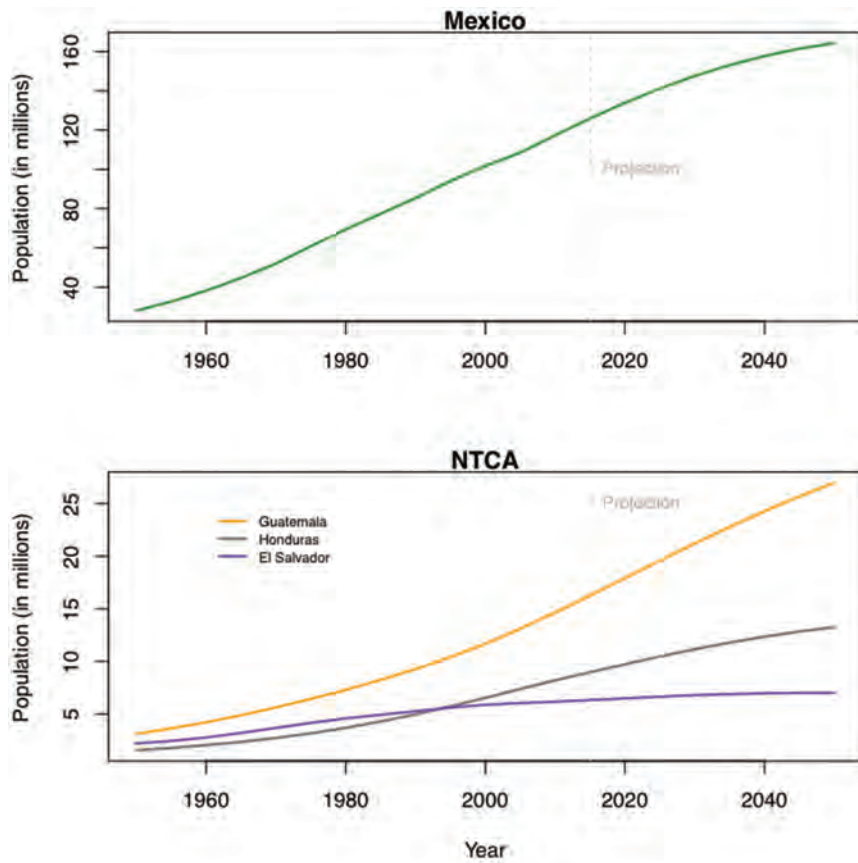 Mexico
Population (in millions)
160
120
80
40
Projection
1960 1980 2000 2020 2040
NTCA
Population (in millions)
25
20
15
10
5
Projection
Guatemala
Honduras
El Salvador
1960 1980 2000 2020 2040
Year